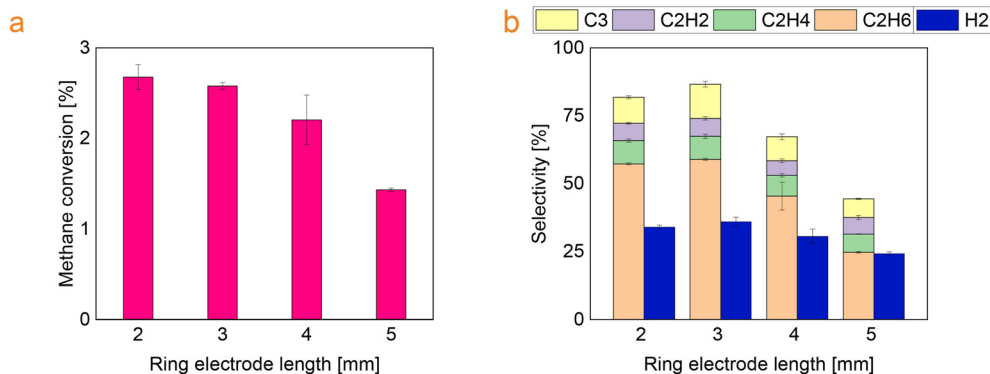 a
3
2
1
0
Methane conversion [%]
2 3 4 5
Ring electrode length [mm]
b
C3 C2H2 C2H4 C2H6 H2
100
75
50
25
0
Selectivity [%]
2 3 4 5
Ring electrode length [mm]